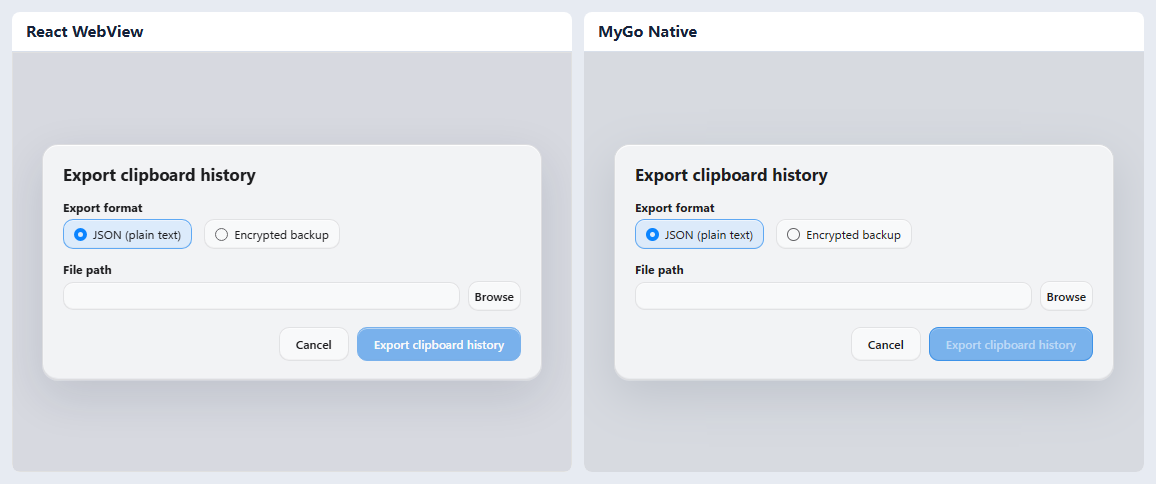 React WebView
Export clipboard history
Export format
JSON (plain text) Encrypted backup
File path
Browse
Cancel Export clipboard history
MyGo Native
Export clipboard history
Export format
JSON (plain text) Encrypted backup
File path
Browse
Cancel Export clipboard history